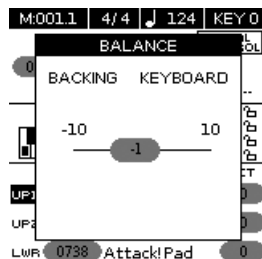 M:001.1 4/4 ♩ 124 KEY 0
BALANCE
BACKING KEYBOARD
-10 10
-1
UP1
UP2
LWR 0738 Attack!Pad 0